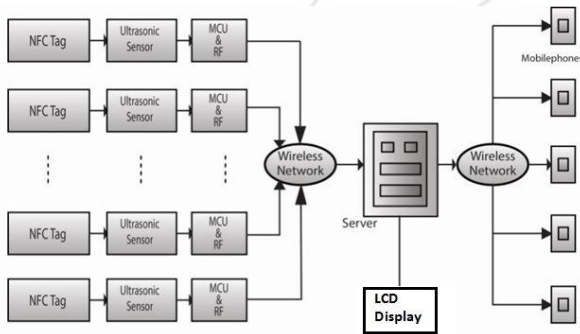 NFC Tag
Ultrasonic
Sensor
MCU
&
RF
NFC Tag
Ultrasonic
Sensor
MCU
&
RF
NFC Tag
Ultrasonic
Sensor
MCU
&
RF
NFC Tag
Ultrasonic
Sensor
MCU
&
RF
Wireless
Network
Server
LCD
Display
Wireless
Network
Mobilephones